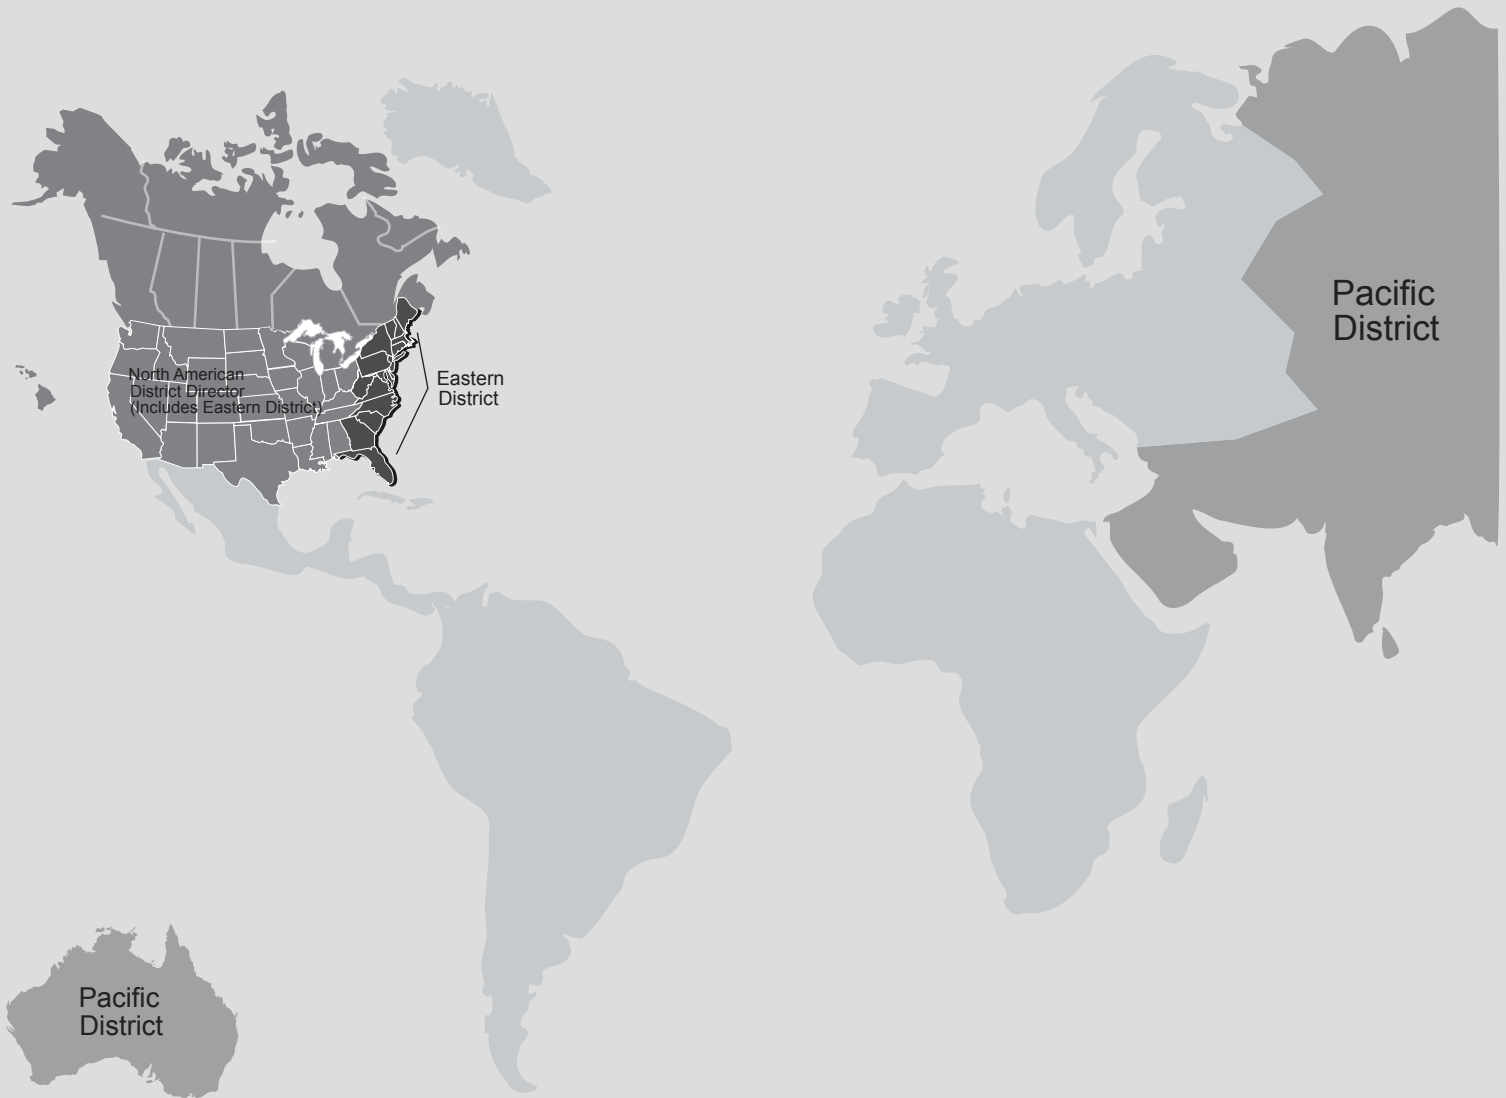 Pacific
District
North American
District Director
(Includes Eastern District)
Eastern
District
Pacific
District